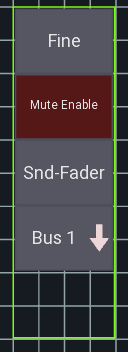 Fine
Mute Enable
Snd-Fader
Bus 1